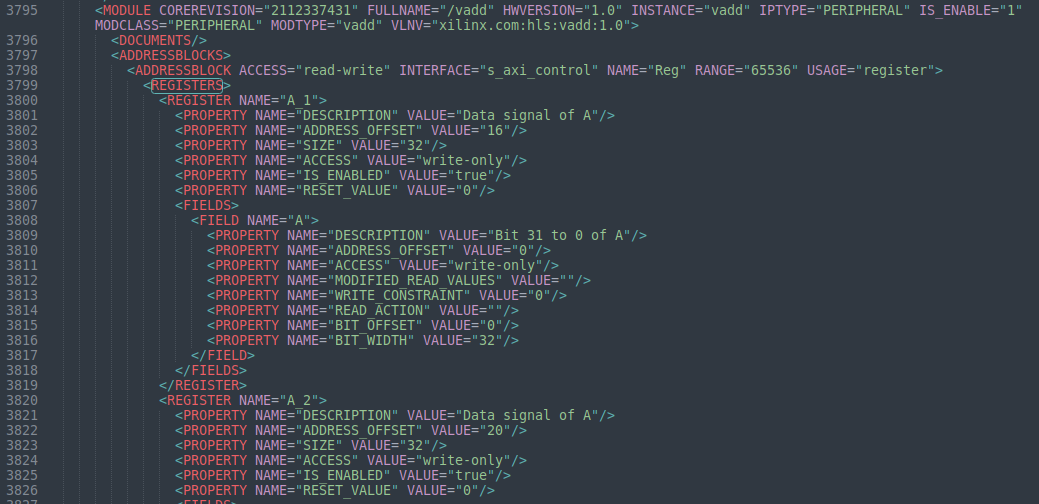 3795 <MODULE COREREVISION="2112337431" FULLNAME="/vadd" HWVERSION="1.0" INSTANCE="vadd" IPTYPE="PERIPHERAL" IS_ENABLE="1"
MODCLASS="PERIPHERAL" MODTYPE="vadd" VLNV="xilinx.com:hls:vadd:1.0">
3796 <DOCUMENTS/>
3797 <ADDRESSBLOCKS>
3798 <ADDRESSBLOCK ACCESS="read-write" INTERFACE="s_axi_control" NAME="Reg" RANGE="65536" USAGE="register">
3799 <REGISTERS>
3800 <REGISTER NAME="A_1">
3801 <PROPERTY NAME="DESCRIPTION" VALUE="Data signal of A"/>
3802 <PROPERTY NAME="ADDRESS_OFFSET" VALUE="16"/>
3803 <PROPERTY NAME="SIZE" VALUE="32"/>
3804 <PROPERTY NAME="ACCESS" VALUE="write-only"/>
3805 <PROPERTY NAME="IS_ENABLED" VALUE="true"/>
3806 <PROPERTY NAME="RESET_VALUE" VALUE="0"/>
3807 <FIELDS>
3808 <FIELD NAME="A">
3809 <PROPERTY NAME="DESCRIPTION" VALUE="Bit 31 to 0 of A"/>
3810 <PROPERTY NAME="ADDRESS_OFFSET" VALUE="0"/>
3811 <PROPERTY NAME="ACCESS" VALUE="write-only"/>
3812 <PROPERTY NAME="MODIFIED_READ_VALUES" VALUE=""/>
3813 <PROPERTY NAME="WRITE_CONSTRAINT" VALUE="0"/>
3814 <PROPERTY NAME="READ_ACTION" VALUE=""/>
3815 <PROPERTY NAME="BIT_OFFSET" VALUE="0"/>
3816 <PROPERTY NAME="BIT_WIDTH" VALUE="32"/>
3817 </FIELD>
3818 </FIELDS>
3819 </REGISTER>
3820 <REGISTER NAME="A_2">
3821 <PROPERTY NAME="DESCRIPTION" VALUE="Data signal of A"/>
3822 <PROPERTY NAME="ADDRESS_OFFSET" VALUE="20"/>
3823 <PROPERTY NAME="SIZE" VALUE="32"/>
3824 <PROPERTY NAME="ACCESS" VALUE="write-only"/>
3825 <PROPERTY NAME="IS_ENABLED" VALUE="true"/>
3826 <PROPERTY NAME="RESET_VALUE" VALUE="0"/>
3827 <FIELDS>